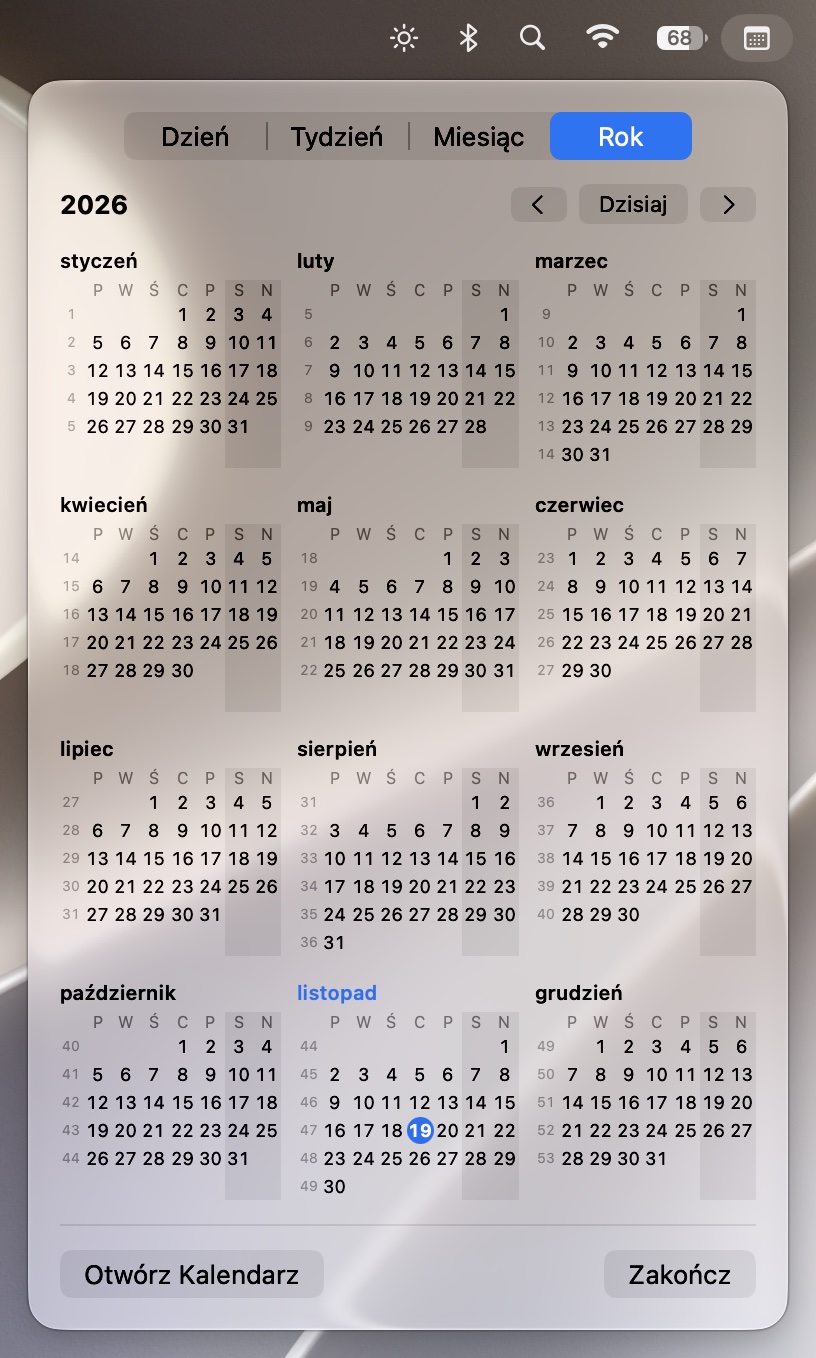 68
Dzień Tydzień Miesiąc Rok
2026 Dzisiaj
styczeń
P W Ś C P S N
1 1 2 3 4
2 5 6 7 8 9 10 11
3 12 13 14 15 16 17 18
4 19 20 21 22 23 24 25
5 26 27 28 29 30 31
luty
P W Ś C P S N
5 1
6 2 3 4 5 6 7 8
7 9 10 11 12 13 14 15
8 16 17 18 19 20 21 22
9 23 24 25 26 27 28
marzec
P W Ś C P S N
9 1
10 2 3 4 5 6 7 8
11 9 10 11 12 13 14 15
12 16 17 18 19 20 21 22
13 23 24 25 26 27 28 29
14 30 31
kwiecień
P W Ś C P S N
14 1 2 3 4 5
15 6 7 8 9 10 11 12
16 13 14 15 16 17 18 19
17 20 21 22 23 24 25 26
18 27 28 29 30
maj
P W Ś C P S N
18 1 2 3
19 4 5 6 7 8 9 10
20 11 12 13 14 15 16 17
21 18 19 20 21 22 23 24
22 25 26 27 28 29 30 31
czerwiec
P W Ś C P S N
23 1 2 3 4 5 6 7
24 8 9 10 11 12 13 14
25 15 16 17 18 19 20 21
26 22 23 24 25 26 27 28
27 29 30
lipiec
P W Ś C P S N
27 1 2 3 4 5
28 6 7 8 9 10 11 12
29 13 14 15 16 17 18 19
30 20 21 22 23 24 25 26
31 27 28 29 30 31
sierpień
P W Ś C P S N
31 1 2
32 3 4 5 6 7 8 9
33 10 11 12 13 14 15 16
34 17 18 19 20 21 22 23
35 24 25 26 27 28 29 30
36 31
wrzesień
P W Ś C P S N
36 1 2 3 4 5 6
37 7 8 9 10 11 12 13
38 14 15 16 17 18 19 20
39 21 22 23 24 25 26 27
40 28 29 30
październik
P W Ś C P S N
40 1 2 3 4
41 5 6 7 8 9 10 11
42 12 13 14 15 16 17 18
43 19 20 21 22 23 24 25
44 26 27 28 29 30 31
listopad
P W Ś C P S N
44 1
45 2 3 4 5 6 7 8
46 9 10 11 12 13 14 15
47 16 17 18 19 20 21 22
48 23 24 25 26 27 28 29
49 30
grudzień
P W Ś C P S N
49 1 2 3 4 5 6
50 7 8 9 10 11 12 13
51 14 15 16 17 18 19 20
52 21 22 23 24 25 26 27
53 28 29 30 31
Otwórz Kalendarz Zakończ